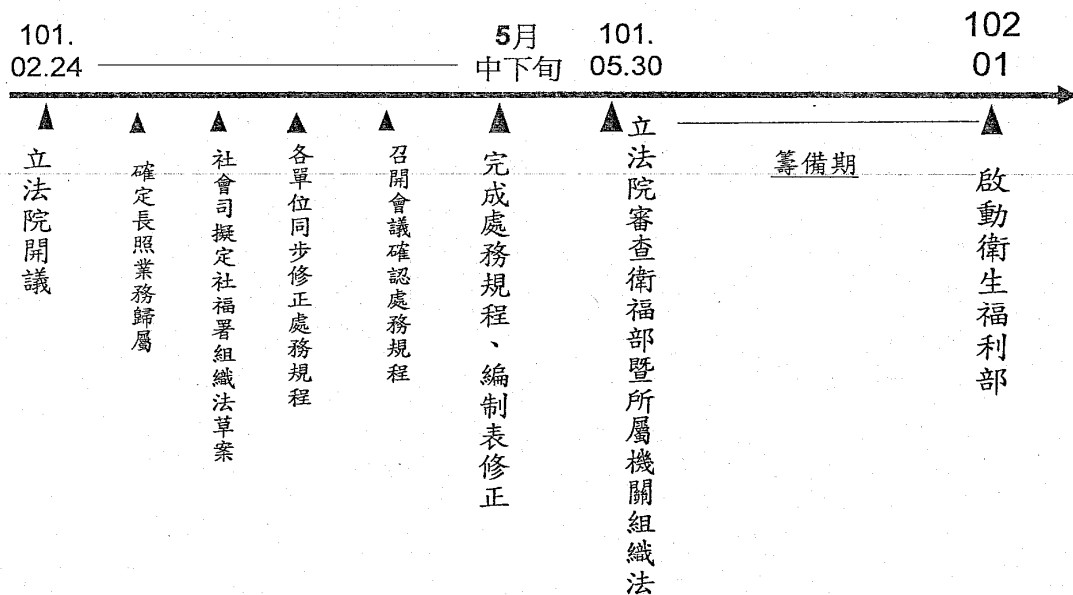 101.
02.24
5月
中下旬
101.
05.30
102
01
立法院開議
確定長照業務歸屬
社會司擬定社福署組織法草案
各單位同步修正處務規程
召開會議確認處務規程
完成處務規程、編制表修正
立法院審查衛福部暨所屬機關組織法
籌備期
啟動衛生福利部